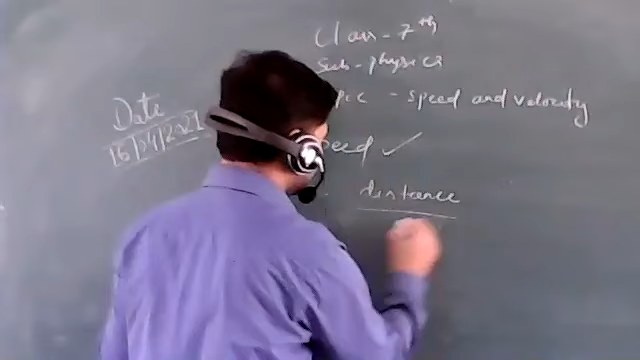 Class - 7th
Sub - physics
Date
16/04/2021
pic - speed and velocity
peed ✓
distance